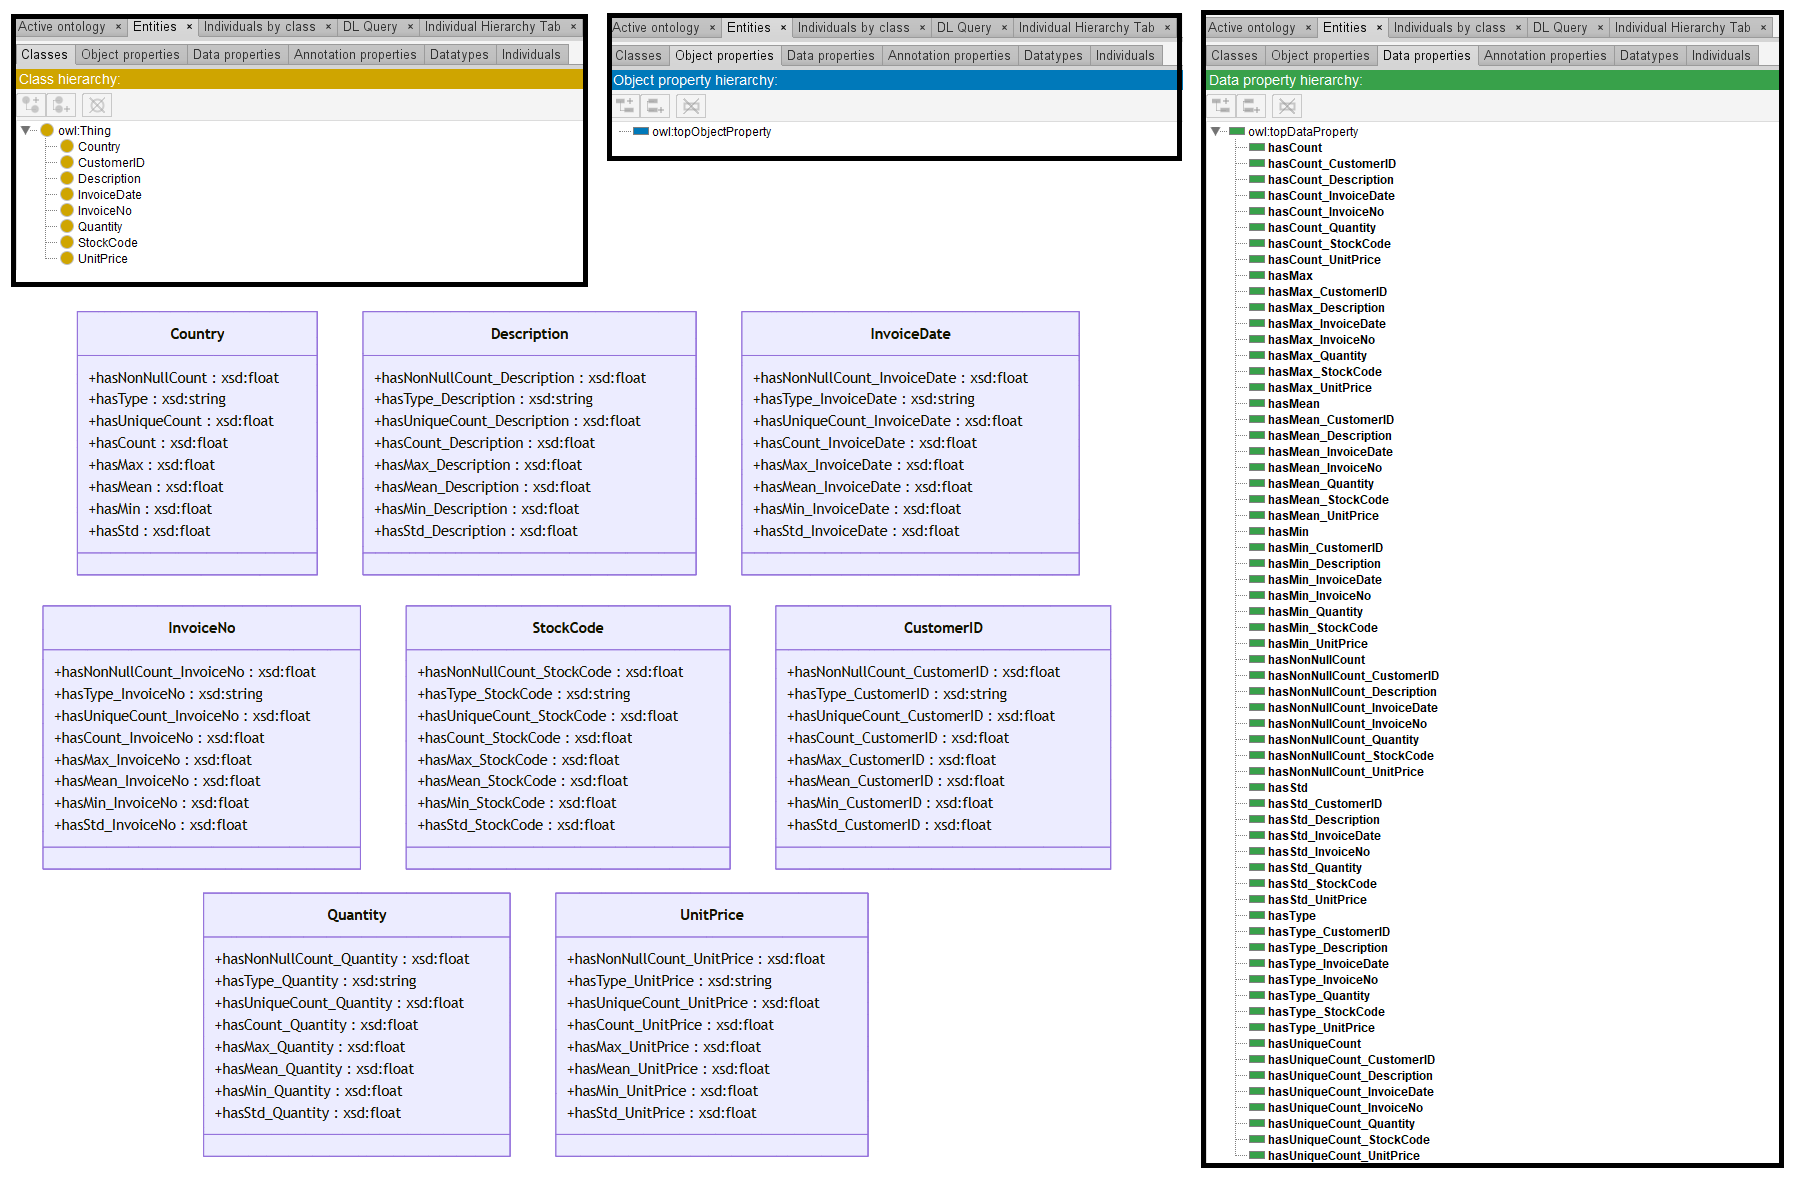 Active ontology × Entities × Individuals by class × DL Query × Individual Hierarchy Tab ×
Classes Object properties Data properties Annotation properties Datatypes Individuals
Class hierarchy:
owl:Thing
Country
CustomerID
Description
InvoiceDate
InvoiceNo
Quantity
StockCode
UnitPrice
Active ontology × Entities × Individuals by class × DL Query × Individual Hierarchy Tab ×
Classes Object properties Data properties Annotation properties Datatypes Individuals
Object property hierarchy:
owl:topObjectProperty
Country
+hasNonNullCount : xsd:float
+hasType : xsd:string
+hasUniqueCount : xsd:float
+hasCount : xsd:float
+hasMax : xsd:float
+hasMean : xsd:float
+hasMin : xsd:float
+hasStd : xsd:float
Description
+hasNonNullCount_Description : xsd:float
+hasType_Description : xsd:string
+hasUniqueCount_Description : xsd:float
+hasCount_Description : xsd:float
+hasMax_Description : xsd:float
+hasMean_Description : xsd:float
+hasMin_Description : xsd:float
+hasStd_Description : xsd:float
InvoiceDate
+hasNonNullCount_InvoiceDate : xsd:float
+hasType_InvoiceDate : xsd:string
+hasUniqueCount_InvoiceDate : xsd:float
+hasCount_InvoiceDate : xsd:float
+hasMax_InvoiceDate : xsd:float
+hasMean_InvoiceDate : xsd:float
+hasMin_InvoiceDate : xsd:float
+hasStd_InvoiceDate : xsd:float
InvoiceNo
+hasNonNullCount_InvoiceNo : xsd:float
+hasType_InvoiceNo : xsd:string
+hasUniqueCount_InvoiceNo : xsd:float
+hasCount_InvoiceNo : xsd:float
+hasMax_InvoiceNo : xsd:float
+hasMean_InvoiceNo : xsd:float
+hasMin_InvoiceNo : xsd:float
+hasStd_InvoiceNo : xsd:float
StockCode
+hasNonNullCount_StockCode : xsd:float
+hasType_StockCode : xsd:string
+hasUniqueCount_StockCode : xsd:float
+hasCount_StockCode : xsd:float
+hasMax_StockCode : xsd:float
+hasMean_StockCode : xsd:float
+hasMin_StockCode : xsd:float
+hasStd_StockCode : xsd:float
CustomerID
+hasNonNullCount_CustomerID : xsd:float
+hasType_CustomerID : xsd:string
+hasUniqueCount_CustomerID : xsd:float
+hasCount_CustomerID : xsd:float
+hasMax_CustomerID : xsd:float
+hasMean_CustomerID : xsd:float
+hasMin_CustomerID : xsd:float
+hasStd_CustomerID : xsd:float
Quantity
+hasNonNullCount_Quantity : xsd:float
+hasType_Quantity : xsd:string
+hasUniqueCount_Quantity : xsd:float
+hasCount_Quantity : xsd:float
+hasMax_Quantity : xsd:float
+hasMean_Quantity : xsd:float
+hasMin_Quantity : xsd:float
+hasStd_Quantity : xsd:float
UnitPrice
+hasNonNullCount_UnitPrice : xsd:float
+hasType_UnitPrice : xsd:string
+hasUniqueCount_UnitPrice : xsd:float
+hasCount_UnitPrice : xsd:float
+hasMax_UnitPrice : xsd:float
+hasMean_UnitPrice : xsd:float
+hasMin_UnitPrice : xsd:float
+hasStd_UnitPrice : xsd:float
Active ontology × Entities × Individuals by class × DL Query × Individual Hierarchy Tab ×
Classes Object properties Data properties Annotation properties Datatypes Individuals
Data property hierarchy:
owl:topDataProperty
hasCount
hasCount_CustomerID
hasCount_Description
hasCount_InvoiceDate
hasCount_InvoiceNo
hasCount_Quantity
hasCount_StockCode
hasCount_UnitPrice
hasMax
hasMax_CustomerID
hasMax_Description
hasMax_InvoiceDate
hasMax_InvoiceNo
hasMax_Quantity
hasMax_StockCode
hasMax_UnitPrice
hasMean
hasMean_CustomerID
hasMean_Description
hasMean_InvoiceDate
hasMean_InvoiceNo
hasMean_Quantity
hasMean_StockCode
hasMean_UnitPrice
hasMin
hasMin_CustomerID
hasMin_Description
hasMin_InvoiceDate
hasMin_InvoiceNo
hasMin_Quantity
hasMin_StockCode
hasMin_UnitPrice
hasNonNullCount
hasNonNullCount_CustomerID
hasNonNullCount_Description
hasNonNullCount_InvoiceDate
hasNonNullCount_InvoiceNo
hasNonNullCount_Quantity
hasNonNullCount_StockCode
hasNonNullCount_UnitPrice
hasStd
hasStd_CustomerID
hasStd_Description
hasStd_InvoiceDate
hasStd_InvoiceNo
hasStd_Quantity
hasStd_StockCode
hasStd_UnitPrice
hasType
hasType_CustomerID
hasType_Description
hasType_InvoiceDate
hasType_InvoiceNo
hasType_Quantity
hasType_StockCode
hasType_UnitPrice
hasUniqueCount
hasUniqueCount_CustomerID
hasUniqueCount_Description
hasUniqueCount_InvoiceDate
hasUniqueCount_InvoiceNo
hasUniqueCount_Quantity
hasUniqueCount_StockCode
hasUniqueCount_UnitPrice